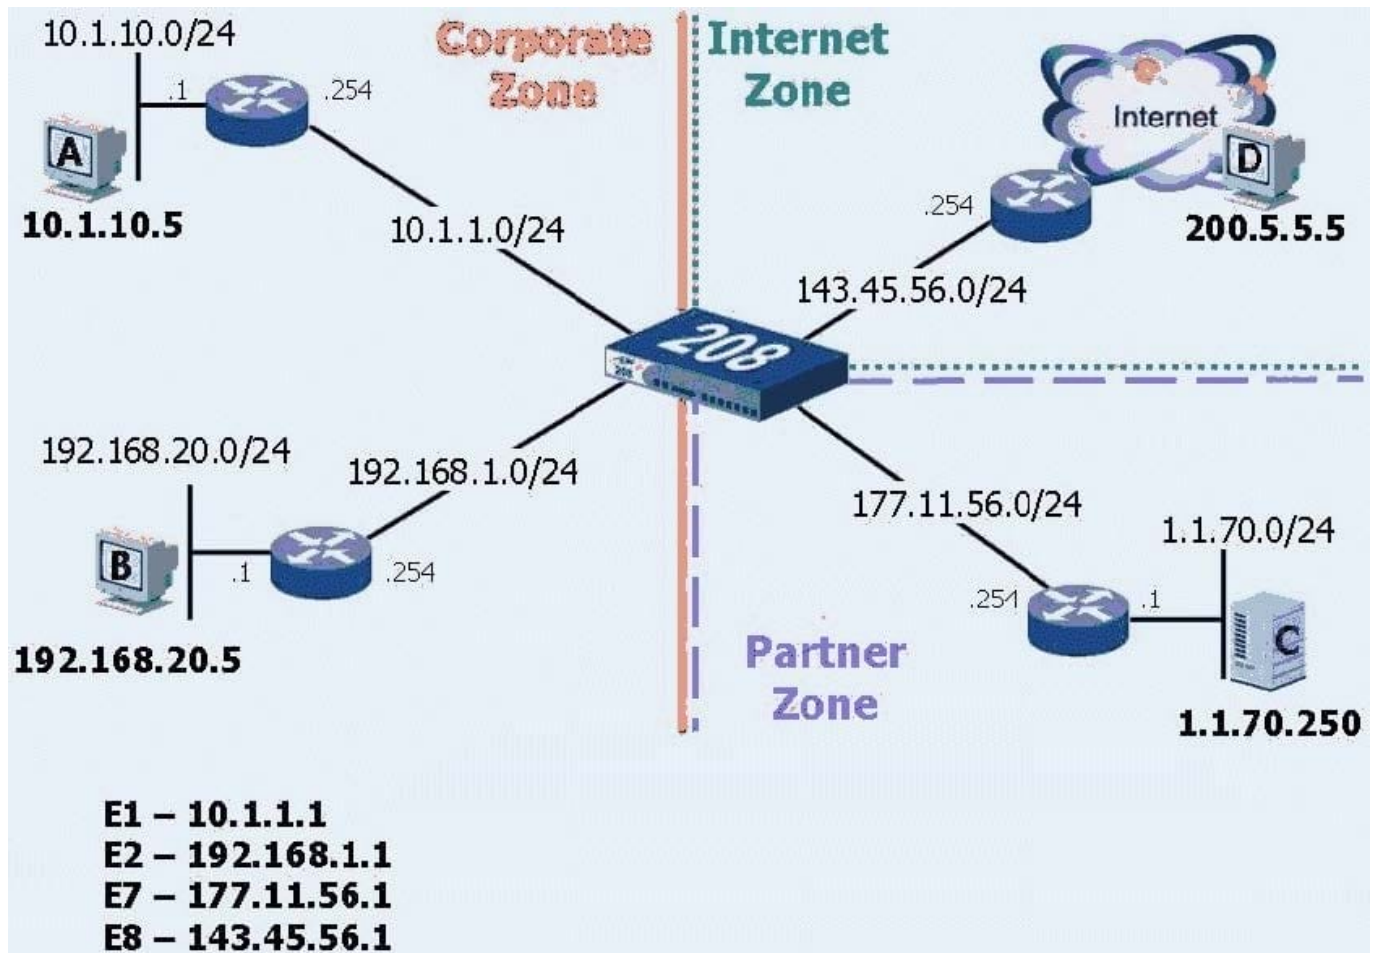 10.1.10.0/24
Corporate
Zone
Internet
Zone
.1
.254
A
10.1.10.5
10.1.1.0/24
Internet
D
.254
200.5.5.5
143.45.56.0/24
208
208
192.168.20.0/24
192.168.1.0/24
B
.1
.254
192.168.20.5
177.11.56.0/24
1.1.70.0/24
.254
.1
C
Partner
Zone
1.1.70.250
E1 – 10.1.1.1
E2 – 192.168.1.1
E7 – 177.11.56.1
E8 – 143.45.56.1